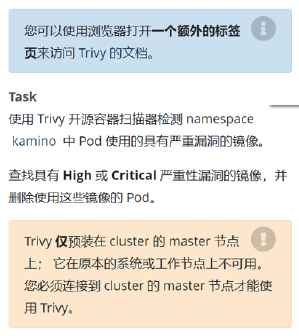 您可以使用浏览器打开一个额外的标签
页来访问 Trivy 的文档。
Task
使用 Trivy 开源容器扫描器检测 namespace
kamino 中 Pod 使用的具有严重漏洞的镜像。
查找具有 High 或 Critical 严重性漏洞的镜像，并
删除使用这些镜像的 Pod。
Trivy 仅预装在 cluster 的 master 节点
上； 它在原本的系统或工作节点上不可用。
您必须连接到 cluster 的 master 节点才能使
用 Trivy。